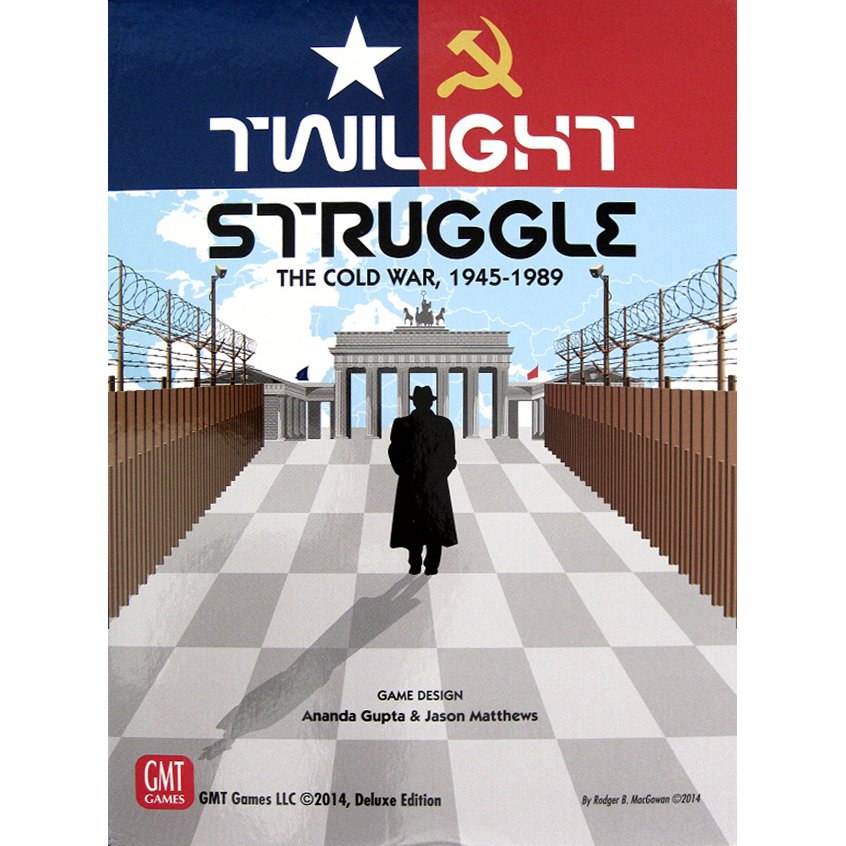 TWILIGHT
STRUGGLE
THE COLD WAR, 1945-1989
GAME DESIGN
Ananda Gupta & Jason Matthews
GMT
GAMES
GMT Games LLC ©2014, Deluxe Edition
By Rodger B. MacGowan ©2014